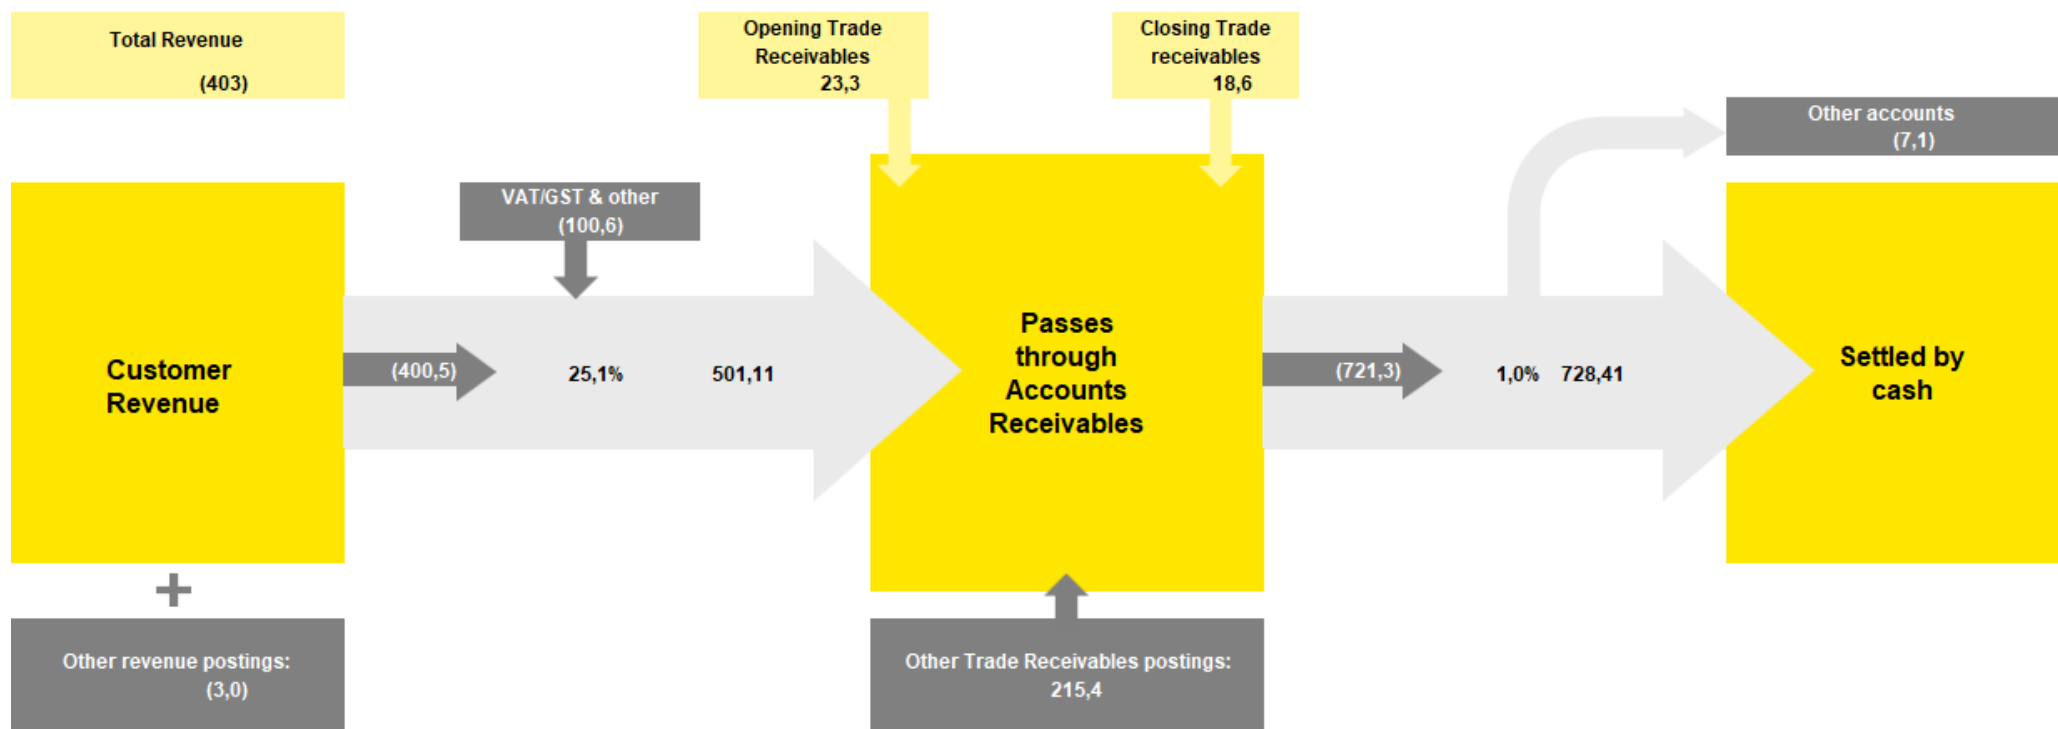 Total Revenue
(403)
Opening Trade
Receivables
23,3
Closing Trade
receivables
18,6
Other accounts
(7,1)
VAT/GST & other
(100,6)
Customer
Revenue
(400,5)
25,1%
501,11
Passes
through
Accounts
Receivables
(721,3)
1,0%
728,41
Settled by
cash
+
Other revenue postings:
(3,0)
Other Trade Receivables postings:
215,4